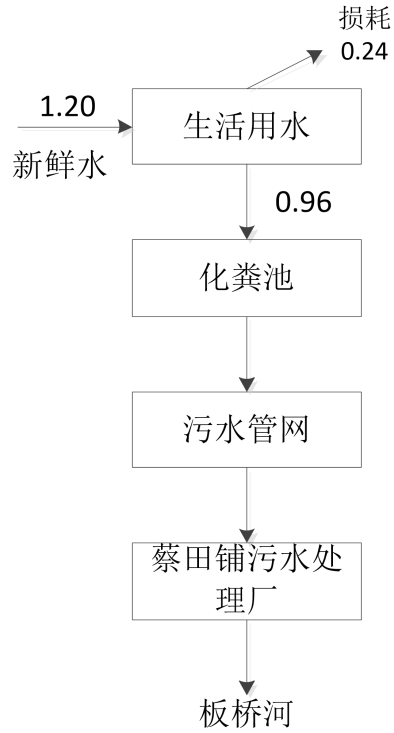 损耗
0.24
1.20
新鲜水
生活用水
0.96
化粪池
污水管网
蔡田铺污水处
理厂
板桥河